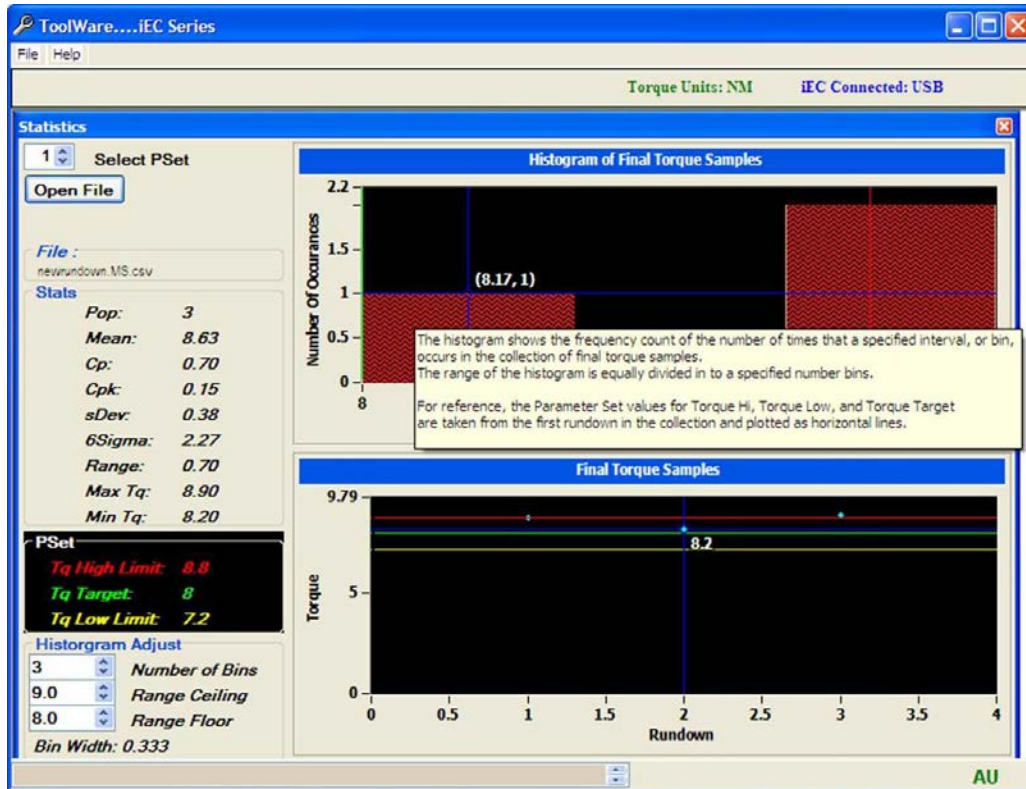 ToolWare....iEC Series
File Help
Torque Units: NM iEC Connected: USB
Statistics
1 Select PSet
Open File
File :
newrundown.MS.csv
Stats
Pop: 3
Mean: 8.63
Cp: 0.70
Cpk: 0.15
sDev: 0.38
6Sigma: 2.27
Range: 0.70
Max Tq: 8.90
Min Tq: 8.20
PSet
Tq High Limit: 8.8
Tq Target: 8
Tq Low Limit: 7.2
Historgram Adjust
3 Number of Bins
9.0 Range Ceiling
8.0 Range Floor
Bin Width: 0.333
Histogram of Final Torque Samples
Number Of Occurances
2.2
1.5
1
0.5
0
8
(8.17, 1)
The histogram shows the frequency count of the number of times that a specified interval, or bin,
occurs in the collection of final torque samples.
The range of the histogram is equally divided in to a specified number bins.
For reference, the Parameter Set values for Torque Hi, Torque Low, and Torque Target
are taken from the first rundown in the collection and plotted as horizontal lines.
Final Torque Samples
Torque
9.79
5
0
8.2
0 0.5 1 1.5 2 2.5 3 3.5 4
Rundown
AU